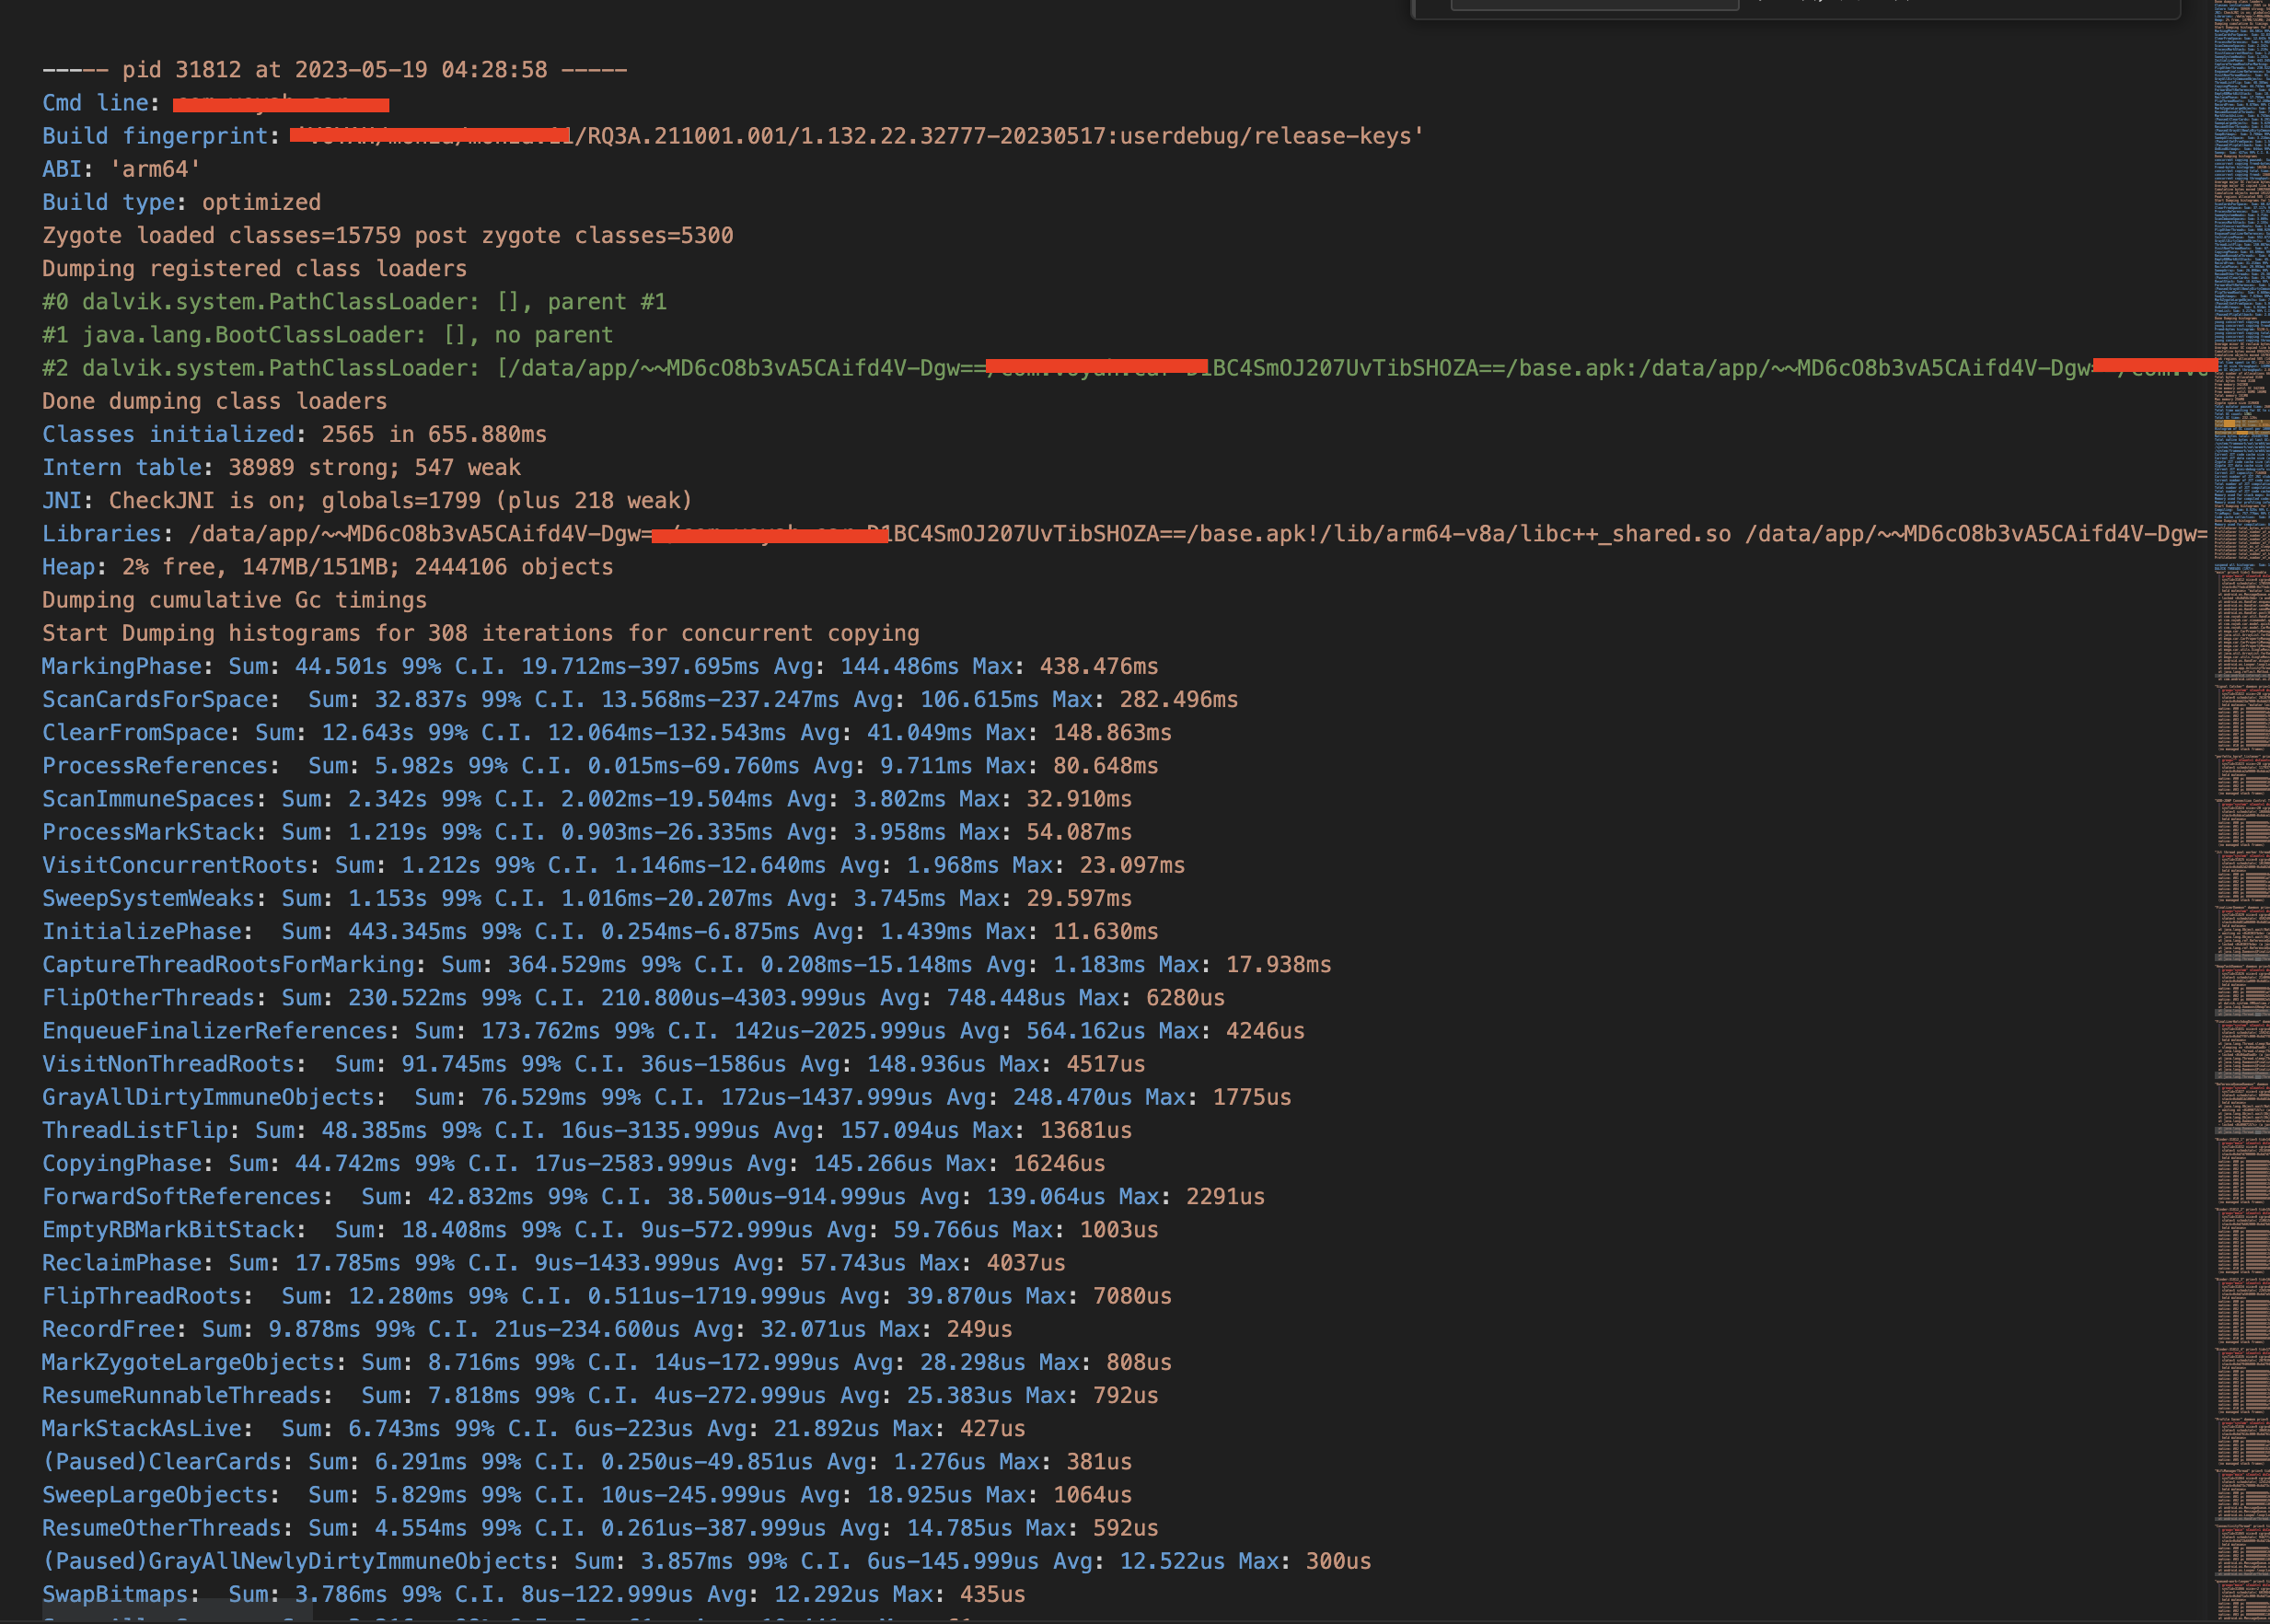 ----- pid 31812 at 2023-05-19 04:28:58 -----
Cmd line:
Build fingerprint: /RQ3A.211001.001/1.132.22.32777-20230517:userdebug/release-keys'
ABI: 'arm64'
Build type: optimized
Zygote loaded classes=15759 post zygote classes=5300
Dumping registered class loaders
#0 dalvik.system.PathClassLoader: [], parent #1
#1 java.lang.BootClassLoader: [], no parent
#2 dalvik.system.PathClassLoader: [/data/app/~~MD6cO8b3vA5CAifd4V-Dgw== 1BC4SmOJ207UvTibSHOZA==/base.apk:/data/app/~~MD6cO8b3vA5CAifd4V-Dgw=
Done dumping class loaders
Classes initialized: 2565 in 655.880ms
Intern table: 38989 strong; 547 weak
JNI: CheckJNI is on; globals=1799 (plus 218 weak)
Libraries: /data/app/~~MD6cO8b3vA5CAifd4V-Dgw= 1BC4SmOJ207UvTibSHOZA==/base.apk!/lib/arm64-v8a/libc++_shared.so /data/app/~~MD6cO8b3vA5CAifd4V-Dgw=
Heap: 2% free, 147MB/151MB; 2444106 objects
Dumping cumulative Gc timings
Start Dumping histograms for 308 iterations for concurrent copying
MarkingPhase: Sum: 44.501s 99% C.I. 19.712ms-397.695ms Avg: 144.486ms Max: 438.476ms
ScanCardsForSpace:  Sum: 32.837s 99% C.I. 13.568ms-237.247ms Avg: 106.615ms Max: 282.496ms
ClearFromSpace: Sum: 12.643s 99% C.I. 12.064ms-132.543ms Avg: 41.049ms Max: 148.863ms
ProcessReferences:  Sum: 5.982s 99% C.I. 0.015ms-69.760ms Avg: 9.711ms Max: 80.648ms
ScanImmuneSpaces: Sum: 2.342s 99% C.I. 2.002ms-19.504ms Avg: 3.802ms Max: 32.910ms
ProcessMarkStack: Sum: 1.219s 99% C.I. 0.903ms-26.335ms Avg: 3.958ms Max: 54.087ms
VisitConcurrentRoots: Sum: 1.212s 99% C.I. 1.146ms-12.640ms Avg: 1.968ms Max: 23.097ms
SweepSystemWeaks: Sum: 1.153s 99% C.I. 1.016ms-20.207ms Avg: 3.745ms Max: 29.597ms
InitializePhase:  Sum: 443.345ms 99% C.I. 0.254ms-6.875ms Avg: 1.439ms Max: 11.630ms
CaptureThreadRootsForMarking: Sum: 364.529ms 99% C.I. 0.208ms-15.148ms Avg: 1.183ms Max: 17.938ms
FlipOtherThreads: Sum: 230.522ms 99% C.I. 210.800us-4303.999us Avg: 748.448us Max: 6280us
EnqueueFinalizerReferences: Sum: 173.762ms 99% C.I. 142us-2025.999us Avg: 564.162us Max: 4246us
VisitNonThreadRoots:  Sum: 91.745ms 99% C.I. 36us-1586us Avg: 148.936us Max: 4517us
GrayAllDirtyImmuneObjects:  Sum: 76.529ms 99% C.I. 172us-1437.999us Avg: 248.470us Max: 1775us
ThreadListFlip: Sum: 48.385ms 99% C.I. 16us-3135.999us Avg: 157.094us Max: 13681us
CopyingPhase: Sum: 44.742ms 99% C.I. 17us-2583.999us Avg: 145.266us Max: 16246us
ForwardSoftReferences:  Sum: 42.832ms 99% C.I. 38.500us-914.999us Avg: 139.064us Max: 2291us
EmptyRBMarkBitStack:  Sum: 18.408ms 99% C.I. 9us-572.999us Avg: 59.766us Max: 1003us
ReclaimPhase: Sum: 17.785ms 99% C.I. 9us-1433.999us Avg: 57.743us Max: 4037us
FlipThreadRoots:  Sum: 12.280ms 99% C.I. 0.511us-1719.999us Avg: 39.870us Max: 7080us
RecordFree: Sum: 9.878ms 99% C.I. 21us-234.600us Avg: 32.071us Max: 249us
MarkZygoteLargeObjects: Sum: 8.716ms 99% C.I. 14us-172.999us Avg: 28.298us Max: 808us
ResumeRunnableThreads:  Sum: 7.818ms 99% C.I. 4us-272.999us Avg: 25.383us Max: 792us
MarkStackAsLive:  Sum: 6.743ms 99% C.I. 6us-223us Avg: 21.892us Max: 427us
(Paused)ClearCards: Sum: 6.291ms 99% C.I. 0.250us-49.851us Avg: 1.276us Max: 381us
SweepLargeObjects:  Sum: 5.829ms 99% C.I. 10us-245.999us Avg: 18.925us Max: 1064us
ResumeOtherThreads: Sum: 4.554ms 99% C.I. 0.261us-387.999us Avg: 14.785us Max: 592us
(Paused)GrayAllNewlyDirtyImmuneObjects: Sum: 3.857ms 99% C.I. 6us-145.999us Avg: 12.522us Max: 300us
SwapBitmaps:  Sum: 3.786ms 99% C.I. 8us-122.999us Avg: 12.292us Max: 435us